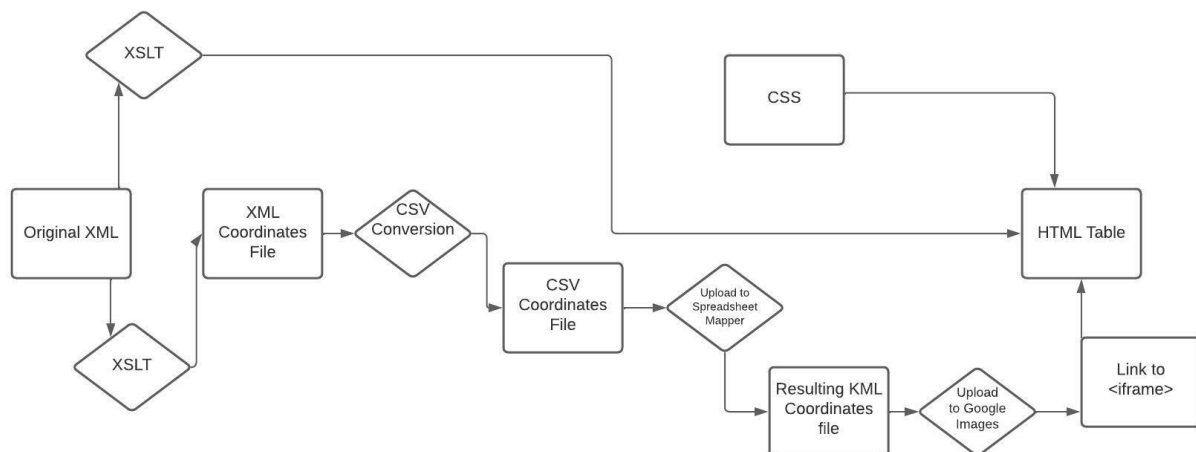 XSLT
CSS
Original XML
XML
Coordinates
File
CSV
Conversion
HTML Table
CSV
Coordinates
File
Upload to
Spreadsheet
Mapper
XSLT
Resulting KML
Coordinates
file
Upload
to Google
Images
Link to
<iframe>